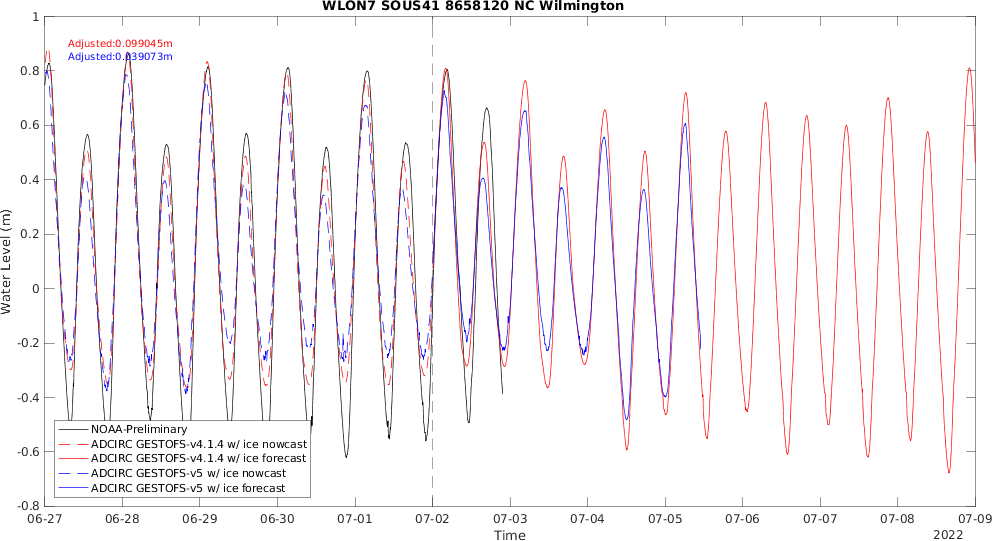 WLON7 SOUS41 8658120 NC Wilmington
Adjusted:0.099045m
Adjusted:0.039073m
1
0.8
0.6
0.4
0.2
0
-0.2
-0.4
-0.6
-0.8
Water Level (m)
NOAA-Preliminary
ADCIRC GESTOFS-v4.1.4 w/ ice nowcast
ADCIRC GESTOFS-v4.1.4 w/ ice forecast
ADCIRC GESTOFS-v5 w/ ice nowcast
ADCIRC GESTOFS-v5 w/ ice forecast
06-27 06-28 06-29 06-30 07-01 07-02 07-03 07-04 07-05 07-06 07-07 07-08 07-09
Time
2022